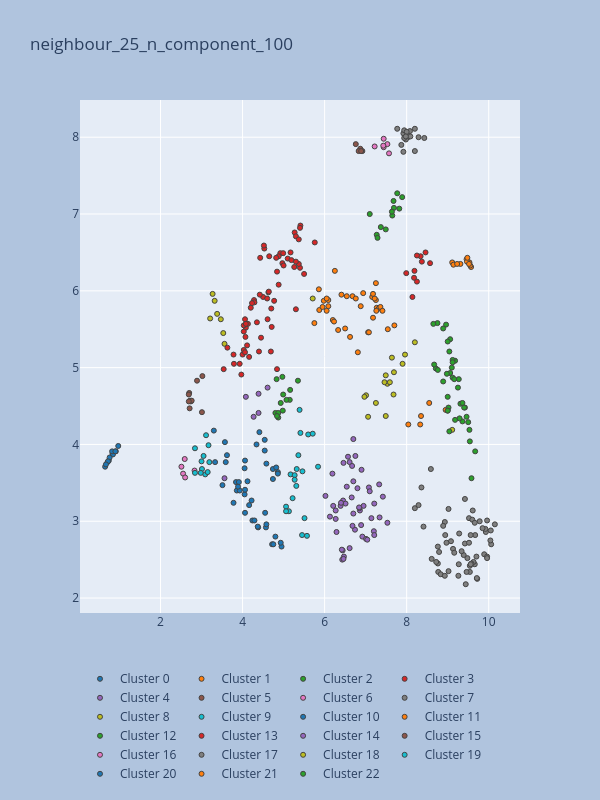 neighbour_25_n_component_100
8
7
6
5
4
3
2
2 4 6 8 10
Cluster 0 Cluster 1 Cluster 2 Cluster 3
Cluster 4 Cluster 5 Cluster 6 Cluster 7
Cluster 8 Cluster 9 Cluster 10 Cluster 11
Cluster 12 Cluster 13 Cluster 14 Cluster 15
Cluster 16 Cluster 17 Cluster 18 Cluster 19
Cluster 20 Cluster 21 Cluster 22